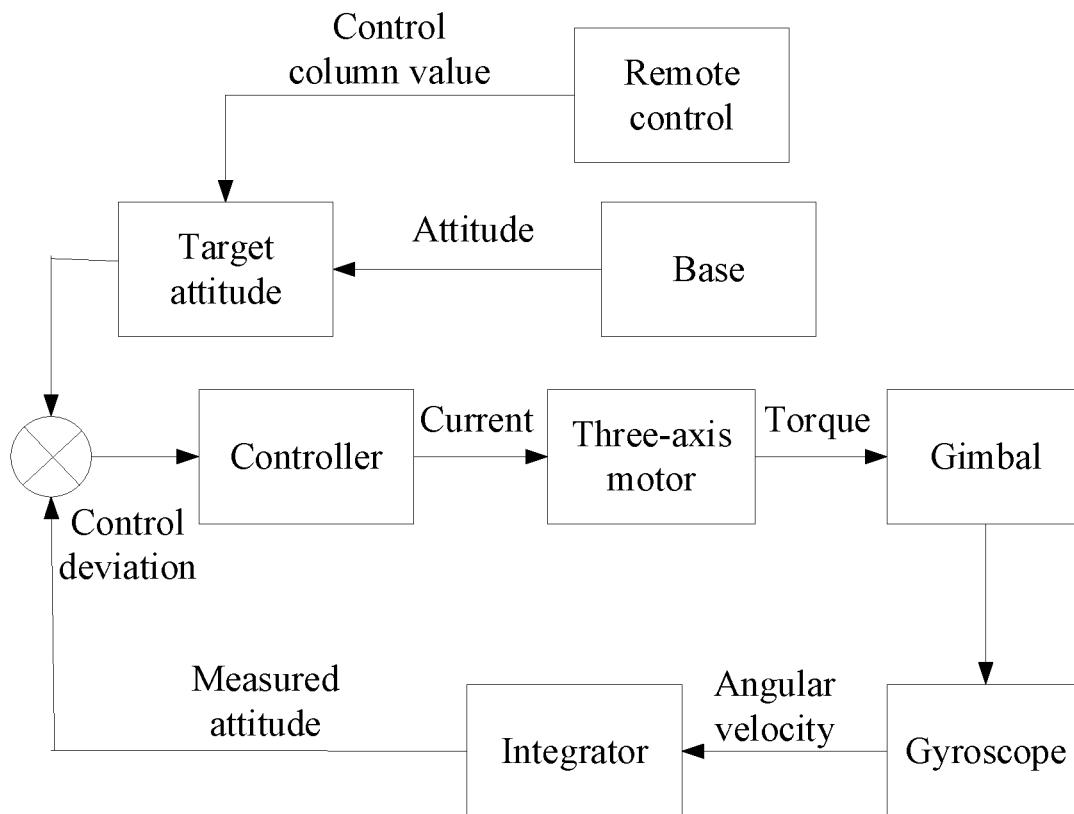 Control
column value
Remote
control
Target
attitude
Attitude
Base
Controller
Current
Three-axis
motor
Torque
Gimbal
Control
deviation
Measured
attitude
Integrator
Angular
velocity
Gyroscope